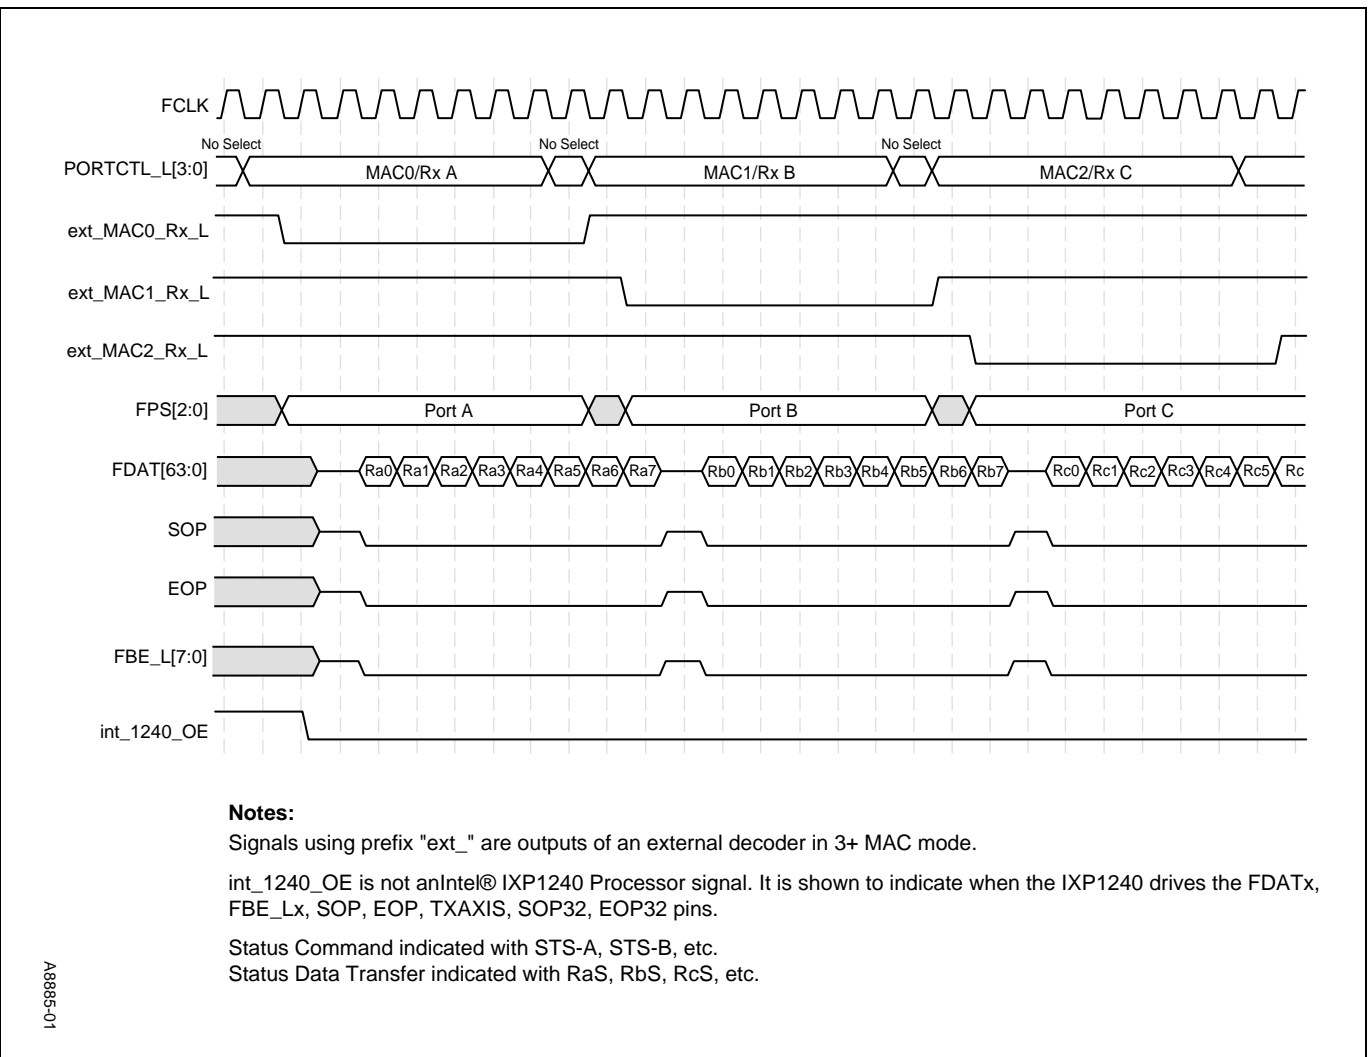 FCLK
No Select No Select No Select
PORTCTL_L[3:0] MAC0/Rx A MAC1/Rx B MAC2/Rx C
ext_MAC0_Rx_L
ext_MAC1_Rx_L
ext_MAC2_Rx_L
FPS[2:0] Port A Port B Port C
FDAT[63:0] Ra0 Ra1 Ra2 Ra3 Ra4 Ra5 Ra6 Ra7 Rb0 Rb1 Rb2 Rb3 Rb4 Rb5 Rb6 Rb7 Rc0 Rc1 Rc2 Rc3 Rc4 Rc5 Rc
SOP
EOP
FBE_L[7:0]
int_1240_OE
Notes:
Signals using prefix "ext_" are outputs of an external decoder in 3+ MAC mode.
int_1240_OE is not anIntel® IXP1240 Processor signal. It is shown to indicate when the IXP1240 drives the FDATx,
FBE_Lx, SOP, EOP, TXAXIS, SOP32, EOP32 pins.
Status Command indicated with STS-A, STS-B, etc.
Status Data Transfer indicated with RaS, RbS, RcS, etc.
A8885-01